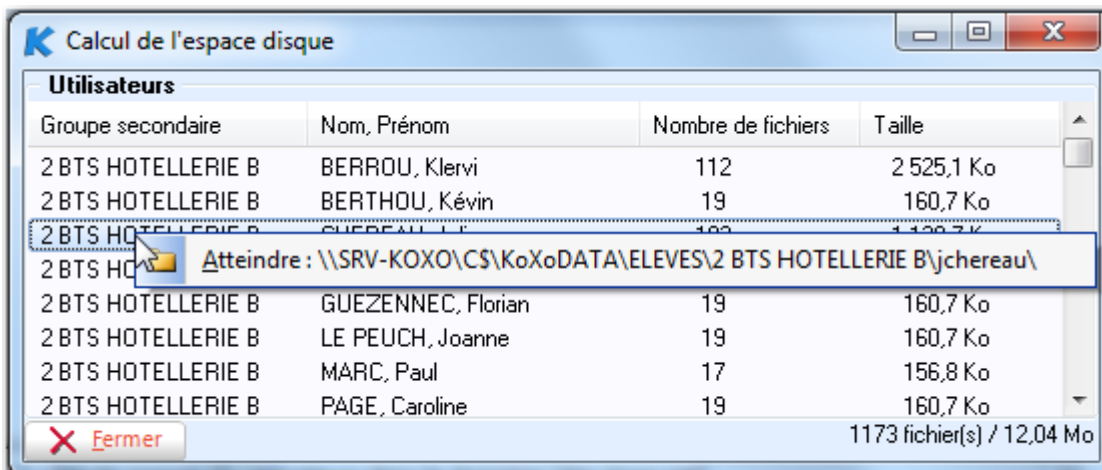 Calcul de l'espace disque
Utilisateurs
Groupe secondaire Nom, Prénom Nombre de fichiers Taille
2 BTS HOTELLERIE B BERROU, Klervi 112 2 525,1 Ko
2 BTS HOTELLERIE B BERTHOU, Kévin 19 160,7 Ko
2 BTS
Atteindre : \\SRV-KOXO\C$\KoXoDATA\ELEVES\2 BTS HOTELLERIE B\jchereau\
2 BTS
2 BTS HOTELLERIE B GUEZENNEC, Florian 19 160,7 Ko
2 BTS HOTELLERIE B LE PEUCH, Joanne 19 160,7 Ko
2 BTS HOTELLERIE B MARC, Paul 17 156,8 Ko
2 BTS HOTELLERIE B PAGE, Caroline 19 160,7 Ko
Fermer 1173 fichier(s) / 12,04 Mo